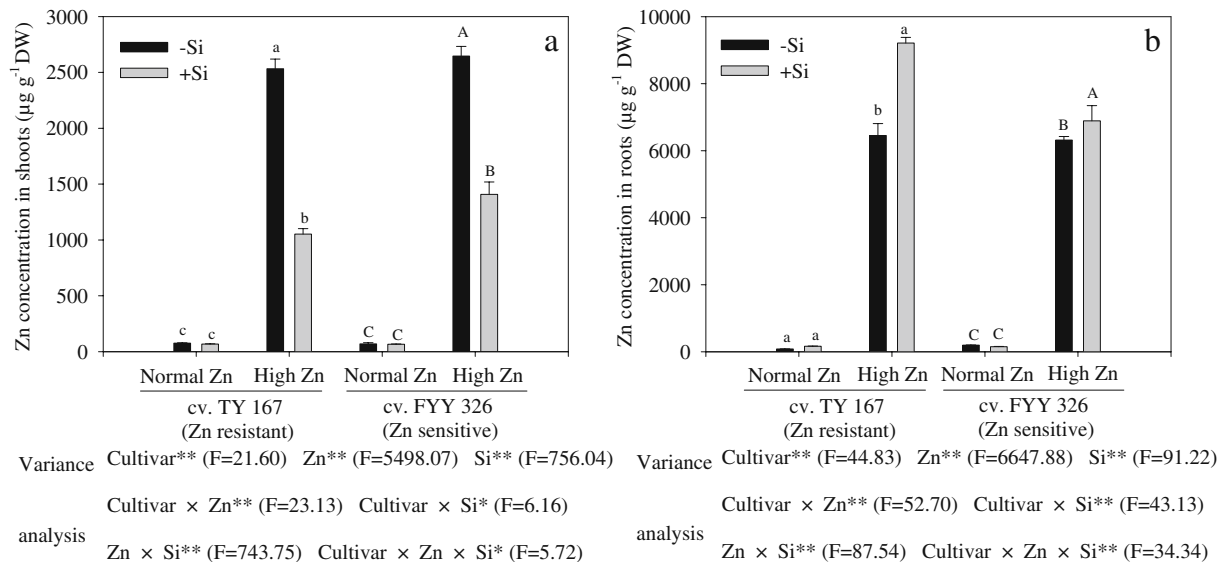 Zn concentration in shoots (µg g⁻¹ DW)
3000
2500
2000
1500
1000
500
0
-Si
+Si
a
c
c
a
b
C
C
A
B
Normal Zn
High Zn
Normal Zn
High Zn
cv. TY 167
(Zn resistant)
cv. FYY 326
(Zn sensitive)
Variance analysis
Cultivar** (F=21.60) Zn** (F=5498.07) Si** (F=756.04)
Cultivar × Zn** (F=23.13) Cultivar × Si* (F=6.16)
Zn × Si** (F=743.75) Cultivar × Zn × Si* (F=5.72)
Zn concentration in roots (µg g⁻¹ DW)
10000
8000
6000
4000
2000
0
-Si
+Si
b
a
a
b
a
C
C
B
A
Normal Zn
High Zn
Normal Zn
High Zn
cv. TY 167
(Zn resistant)
cv. FYY 326
(Zn sensitive)
Variance analysis
Cultivar** (F=44.83) Zn** (F=6647.88) Si** (F=91.22)
Cultivar × Zn** (F=52.70) Cultivar × Si** (F=43.13)
Zn × Si** (F=87.54) Cultivar × Zn × Si** (F=34.34)